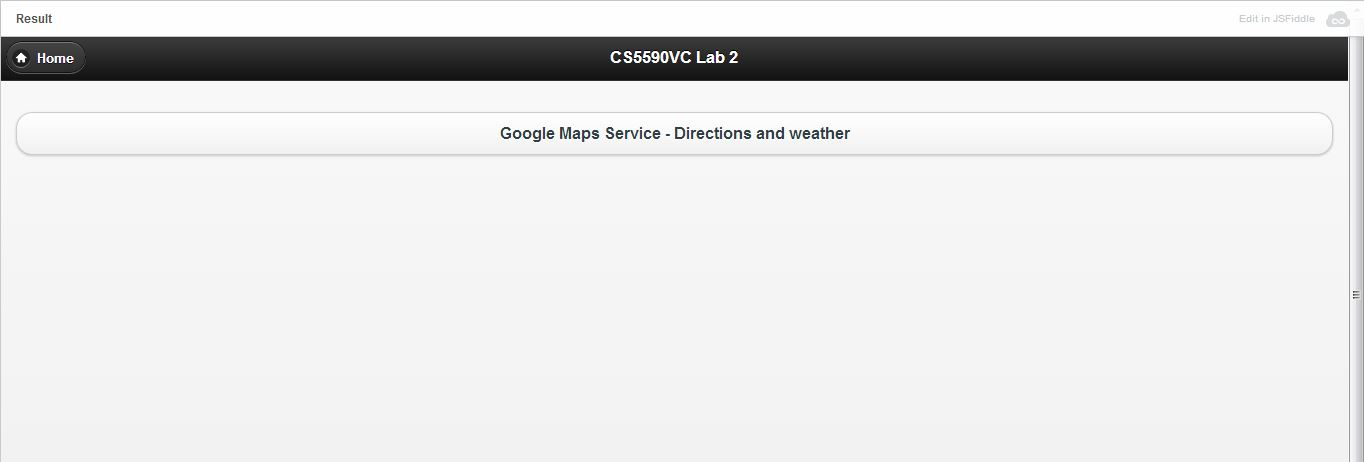 Result
Edit in JSFiddle
Home
CS5590VC Lab 2
Google Maps Service - Directions and weather